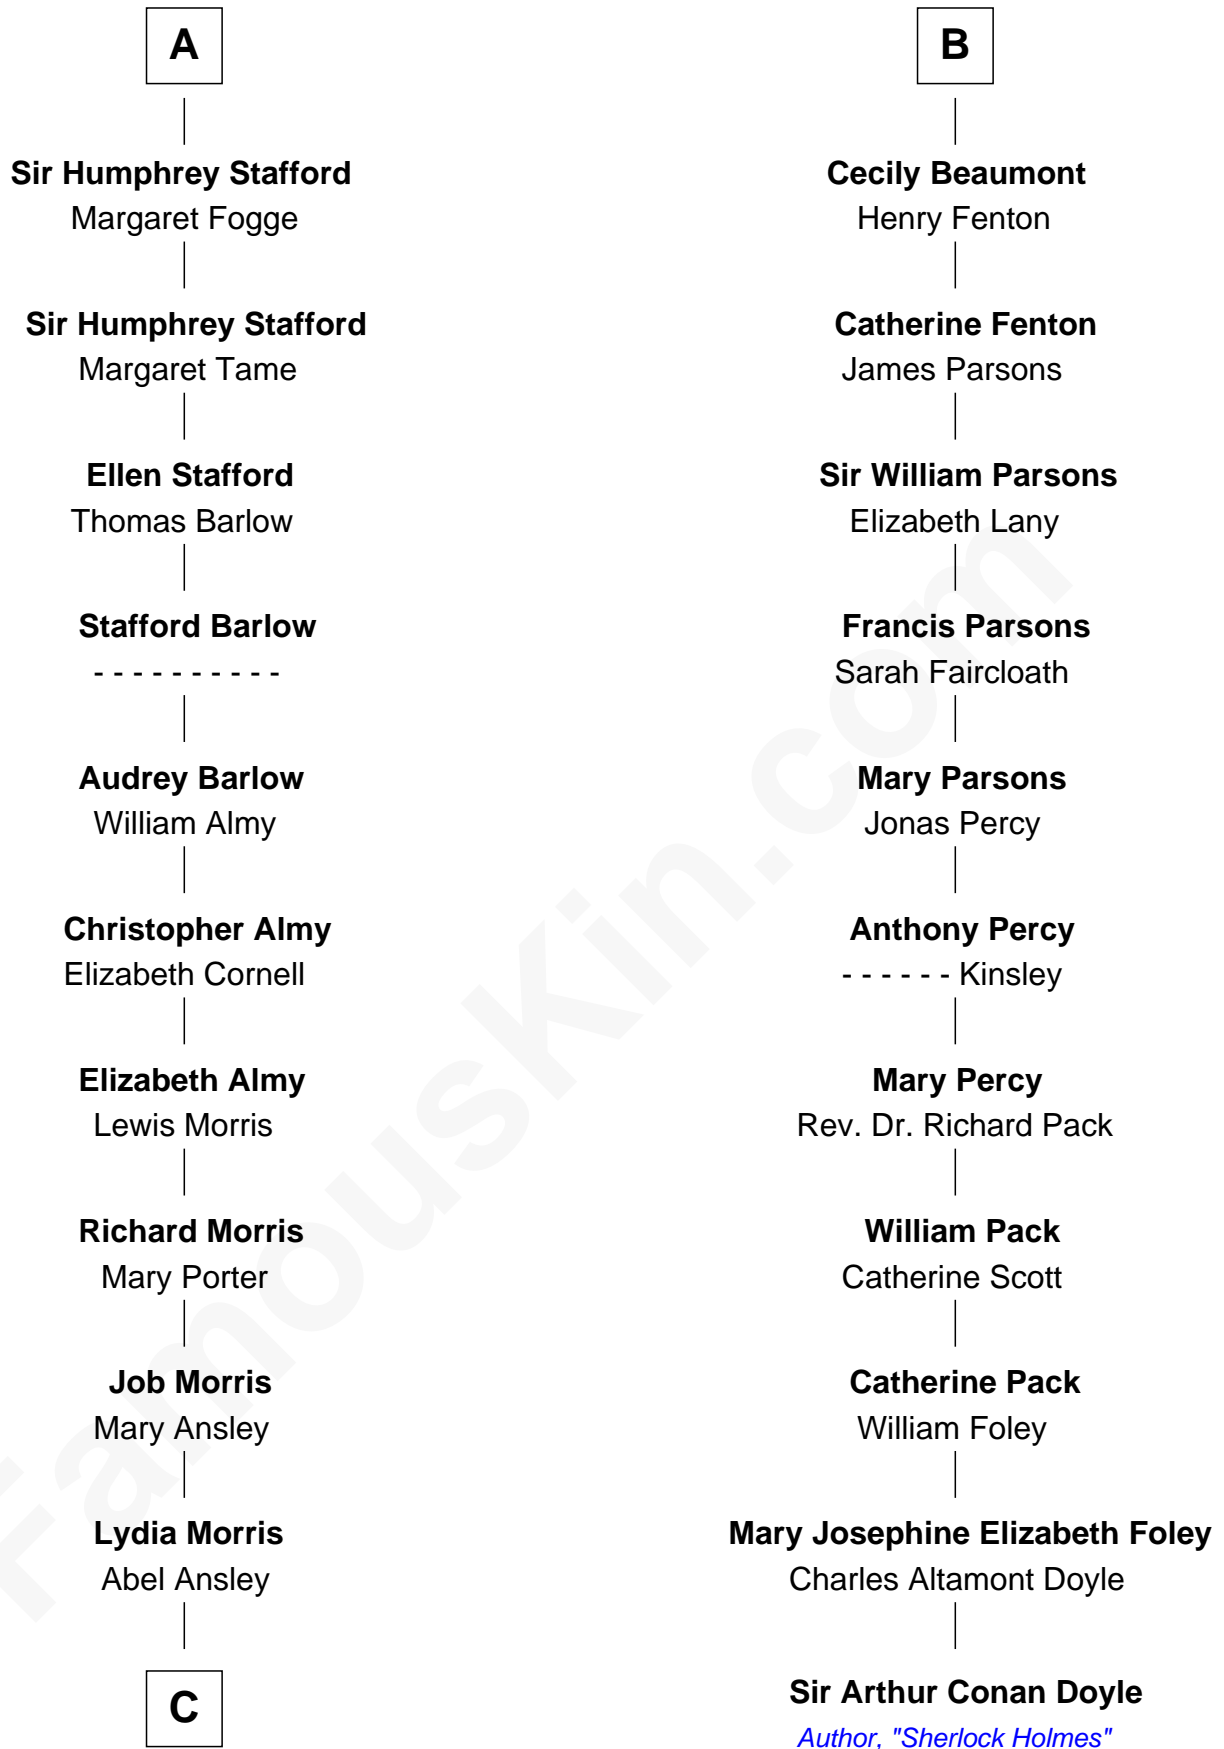 A
Sir Humphrey Stafford
Margaret Fogge
Sir Humphrey Stafford
Margaret Tame
Ellen Stafford
Thomas Barlow
Stafford Barlow
- - - - - - - - - -
Audrey Barlow
William Almy
Christopher Almy
Elizabeth Cornell
Elizabeth Almy
Lewis Morris
Richard Morris
Mary Porter
Job Morris
Mary Ansley
Lydia Morris
Abel Ansley
C
B
Cecily Beaumont
Henry Fenton
Catherine Fenton
James Parsons
Sir William Parsons
Elizabeth Lany
Francis Parsons
Sarah Faircloath
Mary Parsons
Jonas Percy
Anthony Percy
- - - - - - Kinsley
Mary Percy
Rev. Dr. Richard Pack
William Pack
Catherine Scott
Catherine Pack
William Foley
Mary Josephine Elizabeth Foley
Charles Altamont Doyle
Sir Arthur Conan Doyle
Author, "Sherlock Holmes"
FamousKin.com